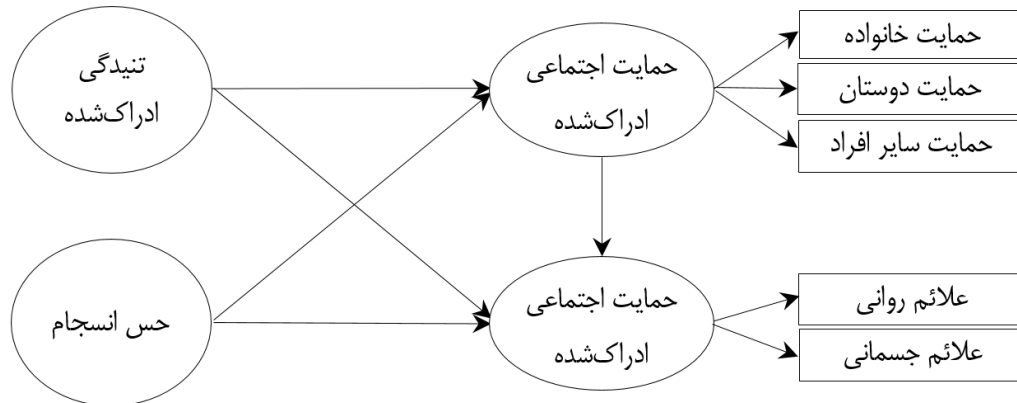 تنیدگی
ادراک‌شده
حس انسجام
حمایت اجتماعی
ادراک‌شده
حمایت اجتماعی
ادراک‌شده
حمایت خانواده
حمایت دوستان
حمایت سایر افراد
علائم روانی
علائم جسمانی